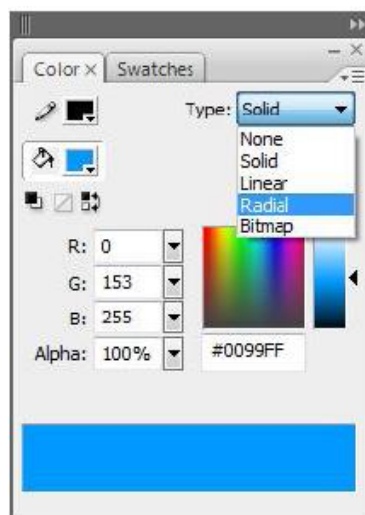 Color × Swatches
Type: Solid
None
Solid
Linear
Radial
Bitmap
R: 0
G: 153
B: 255
Alpha: 100% #0099FF